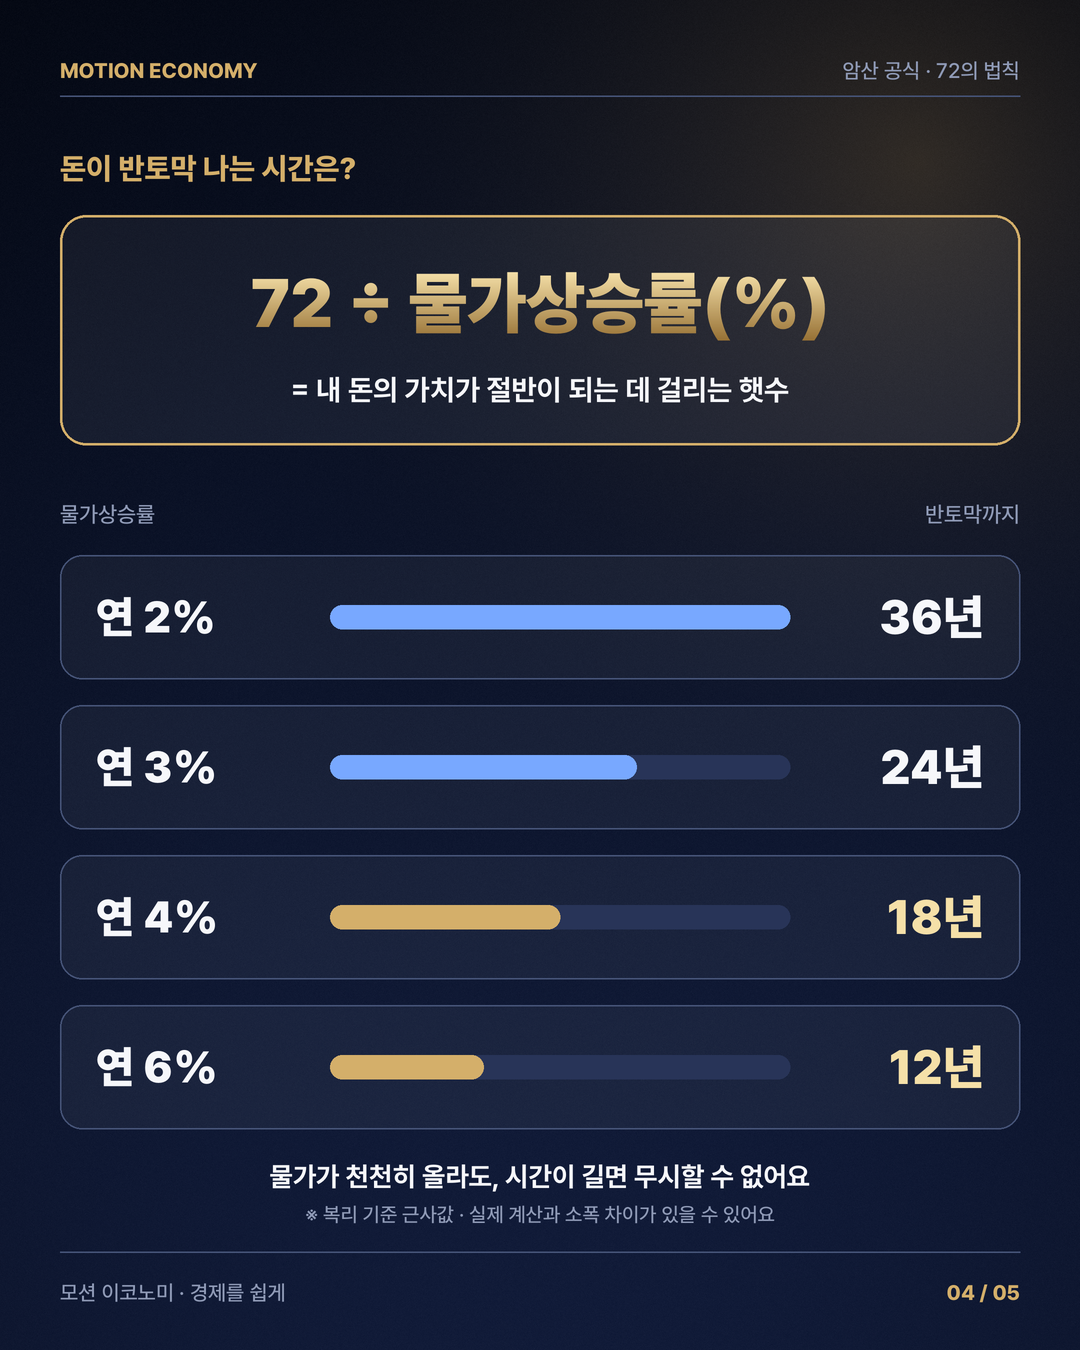 MOTION ECONOMY
암산 공식 · 72의 법칙
돈이 반토막 나는 시간은?
72 ÷ 물가상승률(%)
= 내 돈의 가치가 절반이 되는 데 걸리는 햇수
물가상승률
반토막까지
연 2%
36년
연 3%
24년
연 4%
18년
연 6%
12년
물가가 천천히 올라도, 시간이 길면 무시할 수 없어요
※ 복리 기준 근사값 · 실제 계산과 소폭 차이가 있을 수 있어요
모션 이코노미 · 경제를 쉽게
04 / 05